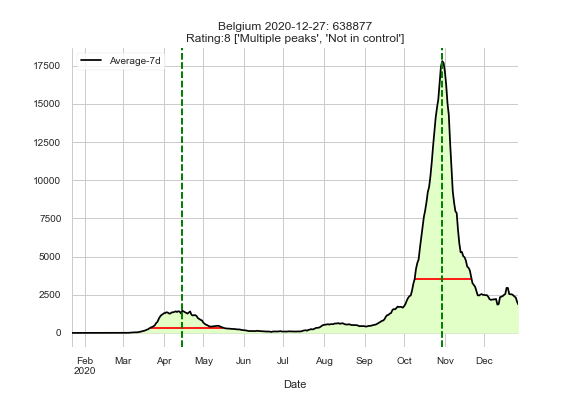 Belgium 2020-12-27: 638877
Rating:8 ['Multiple peaks', 'Not in control']
Average-7d
17500
15000
12500
10000
7500
5000
2500
0
Feb Mar Apr May Jun Jul Aug Sep Oct Nov Dec
2020
Date